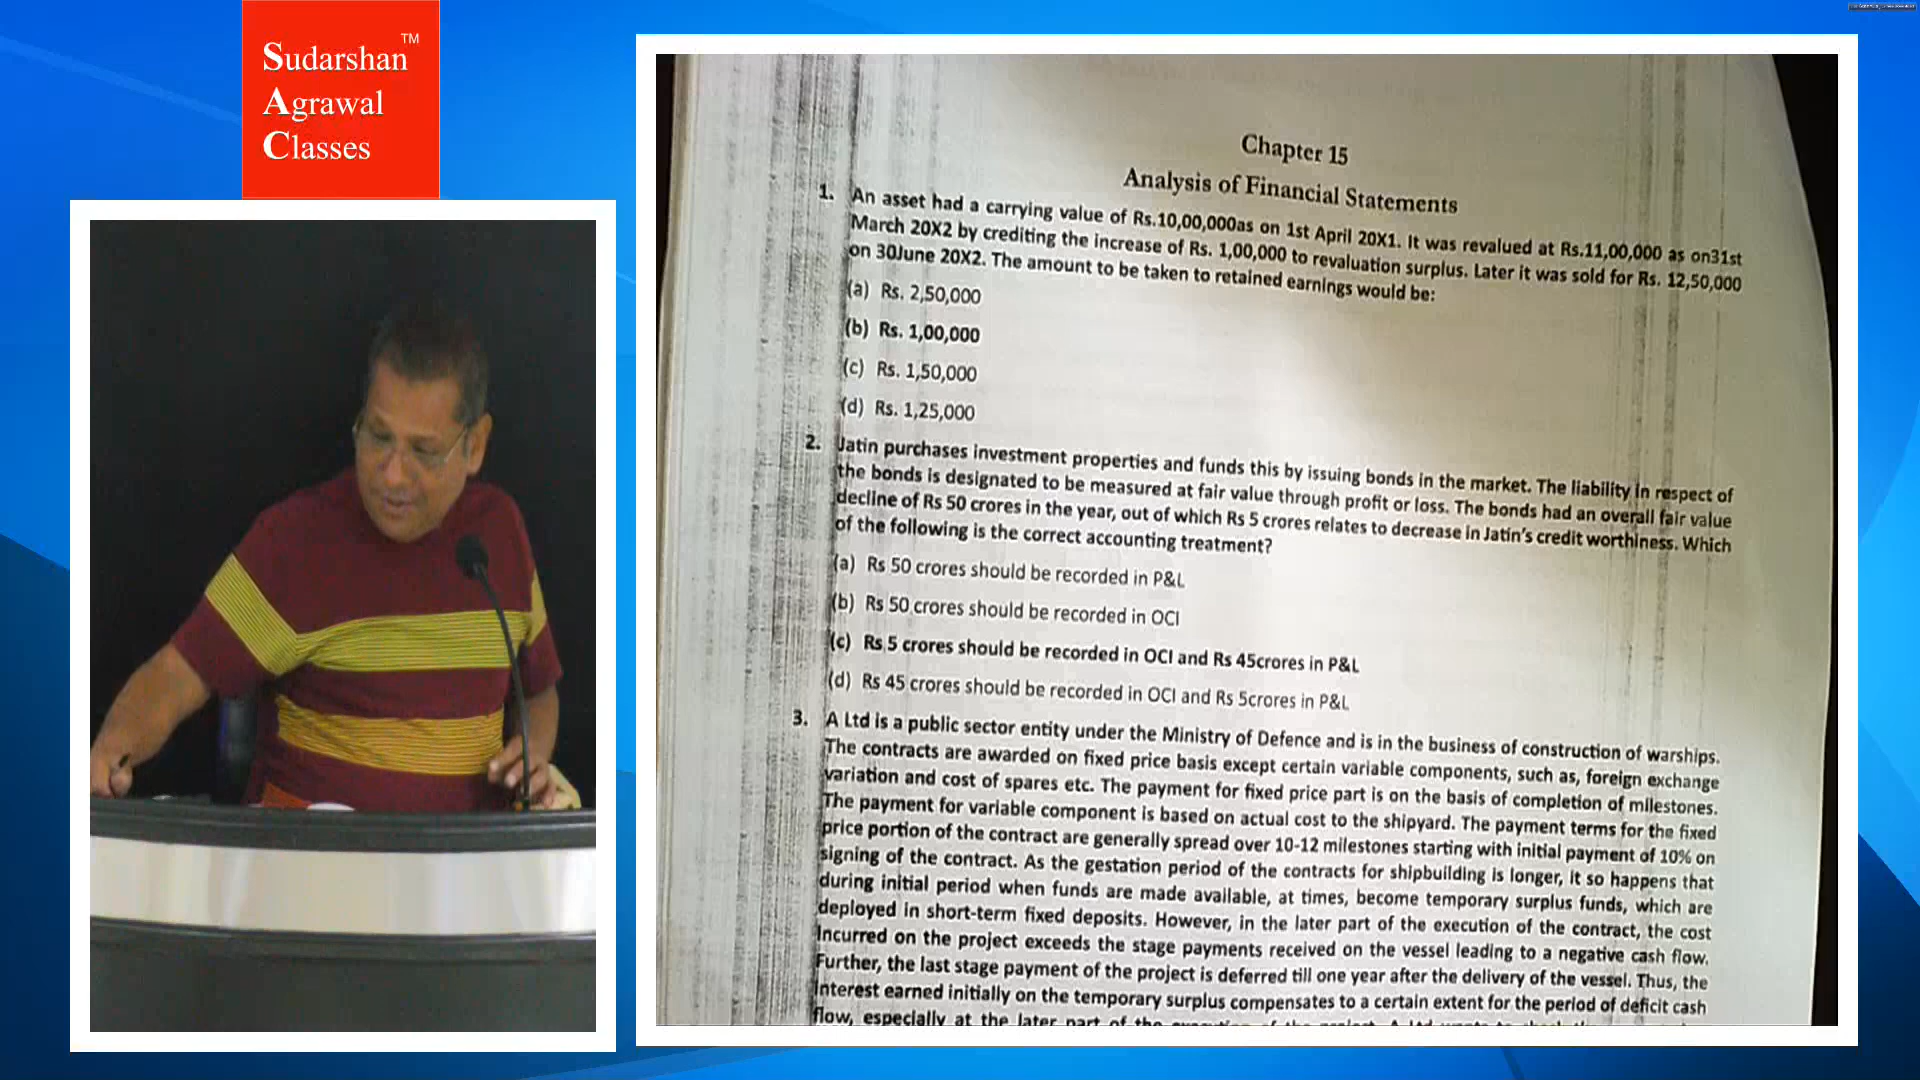 Sudarshan™
Agrawal
Classes
Chapter 15
Analysis of Financial Statements
1. An asset had a carrying value of Rs.10,00,000as on 1st April 20X1. It was revalued at Rs.11,00,000 as on31st
March 20X2 by crediting the increase of Rs. 1,00,000 to revaluation surplus. Later it was sold for Rs. 12,50,000
on 30June 20X2. The amount to be taken to retained earnings would be:
(a) Rs. 2,50,000
(b) Rs. 1,00,000
(c) Rs. 1,50,000
(d) Rs. 1,25,000
2. Jatin purchases investment properties and funds this by issuing bonds in the market. The liability in respect of
the bonds is designated to be measured at fair value through profit or loss. The bonds had an overall fair value
decline of Rs 50 crores in the year, out of which Rs 5 crores relates to decrease in Jatin's credit worthiness. Which
of the following is the correct accounting treatment?
(a) Rs 50 crores should be recorded in P&L
(b) Rs 50 crores should be recorded in OCI
(c) Rs 5 crores should be recorded in OCI and Rs 45crores in P&L
(d) Rs 45 crores should be recorded in OCI and Rs 5crores in P&L
3. A Ltd is a public sector entity under the Ministry of Defence and is in the business of construction of warships.
The contracts are awarded on fixed price basis except certain variable components, such as, foreign exchange
variation and cost of spares etc. The payment for fixed price part is on the basis of completion of milestones.
The payment for variable component is based on actual cost to the shipyard. The payment terms for the fixed
price portion of the contract are generally spread over 10-12 milestones starting with initial payment of 10% on
signing of the contract. As the gestation period of the contracts for shipbuilding is longer, it so happens that
during initial period when funds are made available, at times, become temporary surplus funds, which are
deployed in short-term fixed deposits. However, in the later part of the execution of the contract, the cost
incurred on the project exceeds the stage payments received on the vessel leading to a negative cash flow.
Further, the last stage payment of the project is deferred till one year after the delivery of the vessel. Thus, the
interest earned initially on the temporary surplus compensates to a certain extent for the period of deficit cash
flow, especially at the later part of the